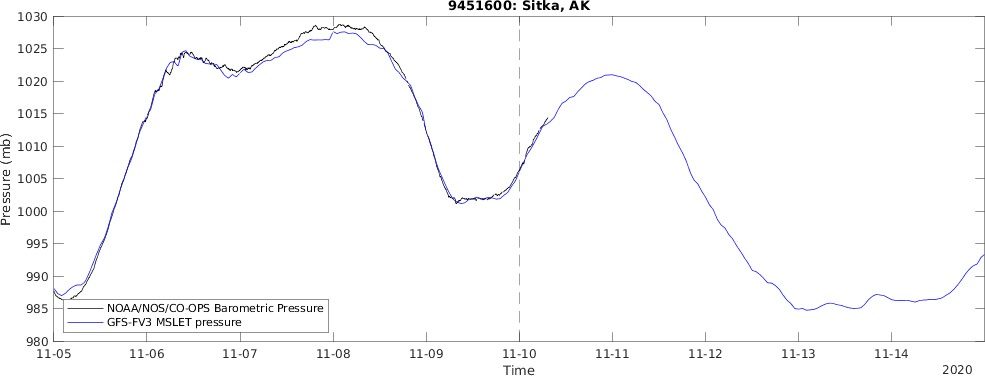 9451600: Sitka, AK
Pressure (mb)
1030
1025
1020
1015
1010
1005
1000
995
990
985
980
NOAA/NOS/CO-OPS Barometric Pressure
GFS-FV3 MSLET pressure
11-05 11-06 11-07 11-08 11-09 11-10 11-11 11-12 11-13 11-14
Time
2020